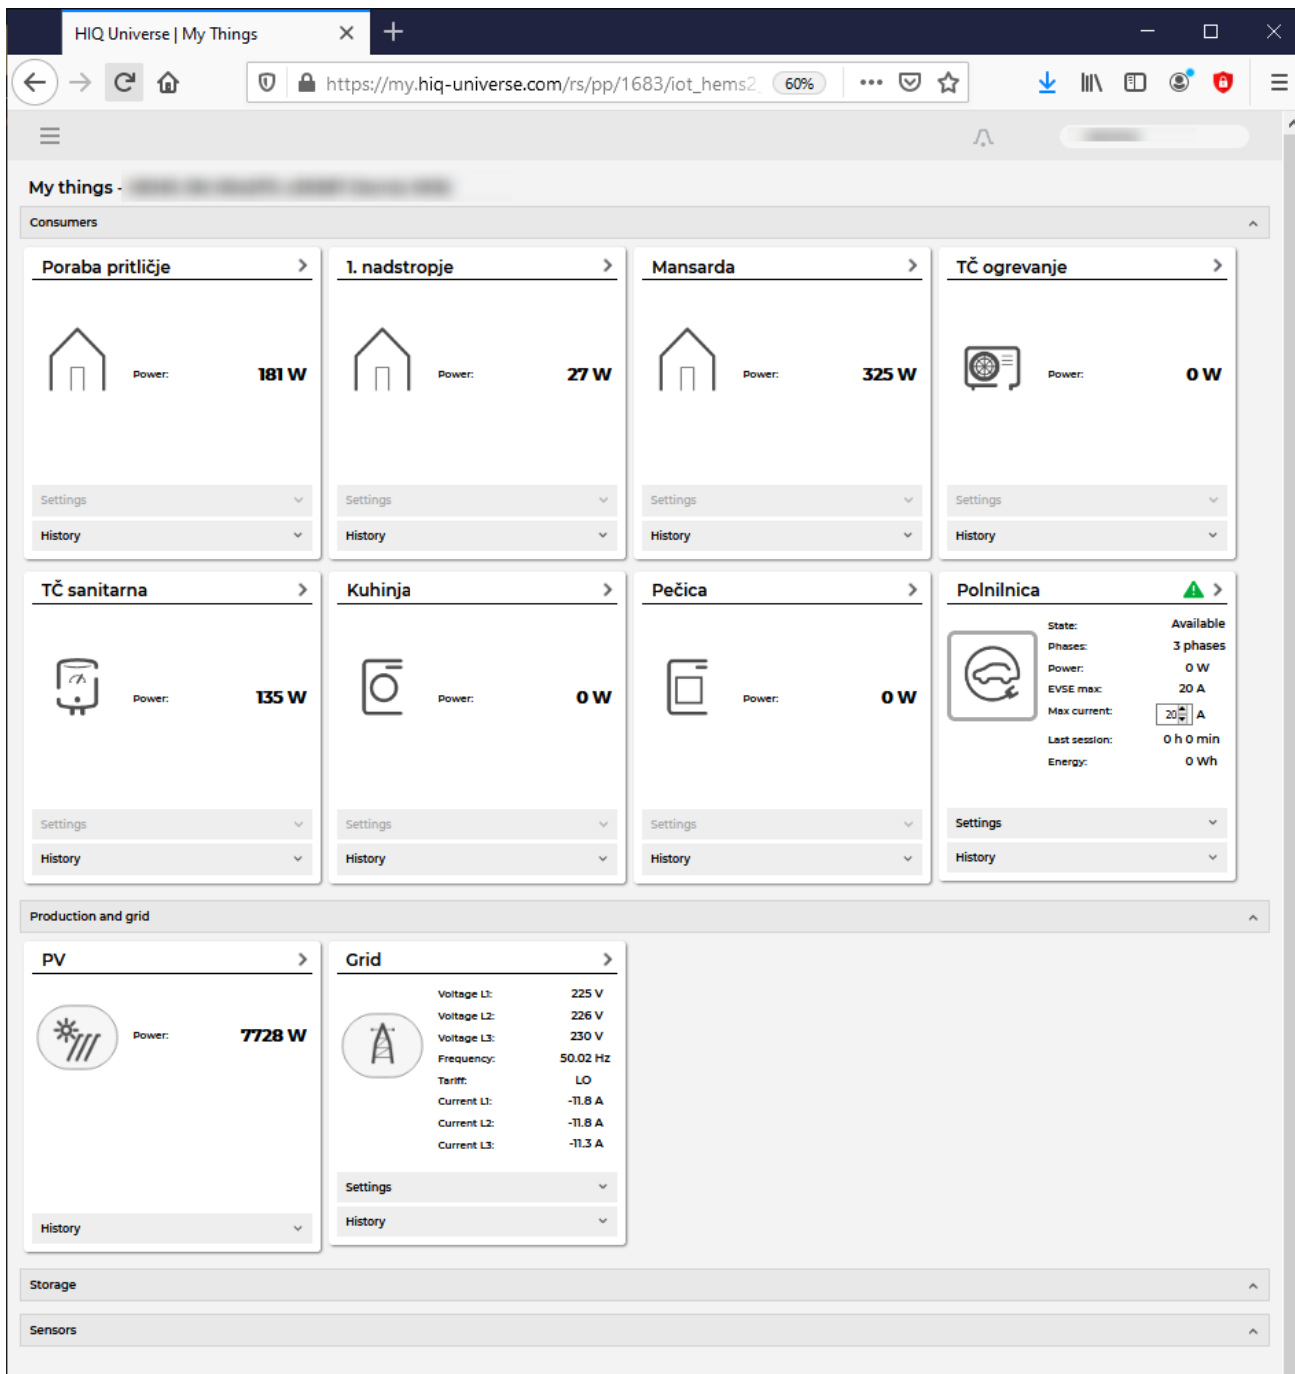 HIQ Universe | My Things
https://my.hiq-universe.com/rs/pp/1683/iot_hems2_ 60%
My things -
Consumers
Poraba pritličje
Power: 181 W
Settings
History
1. nadstropje
Power: 27 W
Settings
History
Mansarda
Power: 325 W
Settings
History
TČ ogrevanje
Power: 0 W
Settings
History
TČ sanitarna
Power: 135 W
Settings
History
Kuhinja
Power: 0 W
Settings
History
Pečica
Power: 0 W
Settings
History
Polnilnica
State: Available
Phases: 3 phases
Power: 0 W
EVSE max: 20 A
Max current: 20 A
Last session: 0 h 0 min
Energy: 0 Wh
Settings
History
Production and grid
PV
Power: 7728 W
History
Grid
Voltage L1: 225 V
Voltage L2: 226 V
Voltage L3: 230 V
Frequency: 50.02 Hz
Tariff: LO
Current L1: -11.8 A
Current L2: -11.8 A
Current L3: -11.3 A
Settings
History
Storage
Sensors